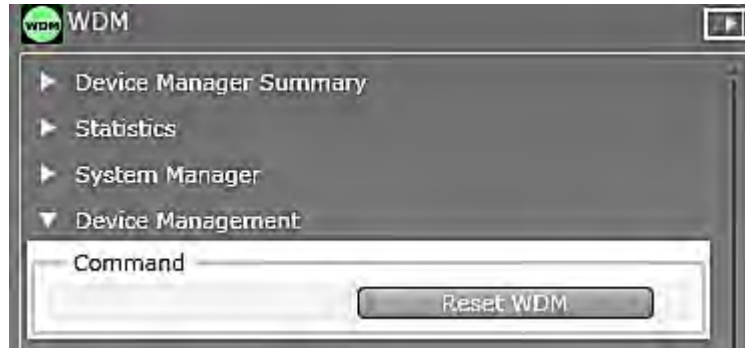 WDM WDM
Device Manager Summary
Statistics
System Manager
Device Management
Command
Reset WDM